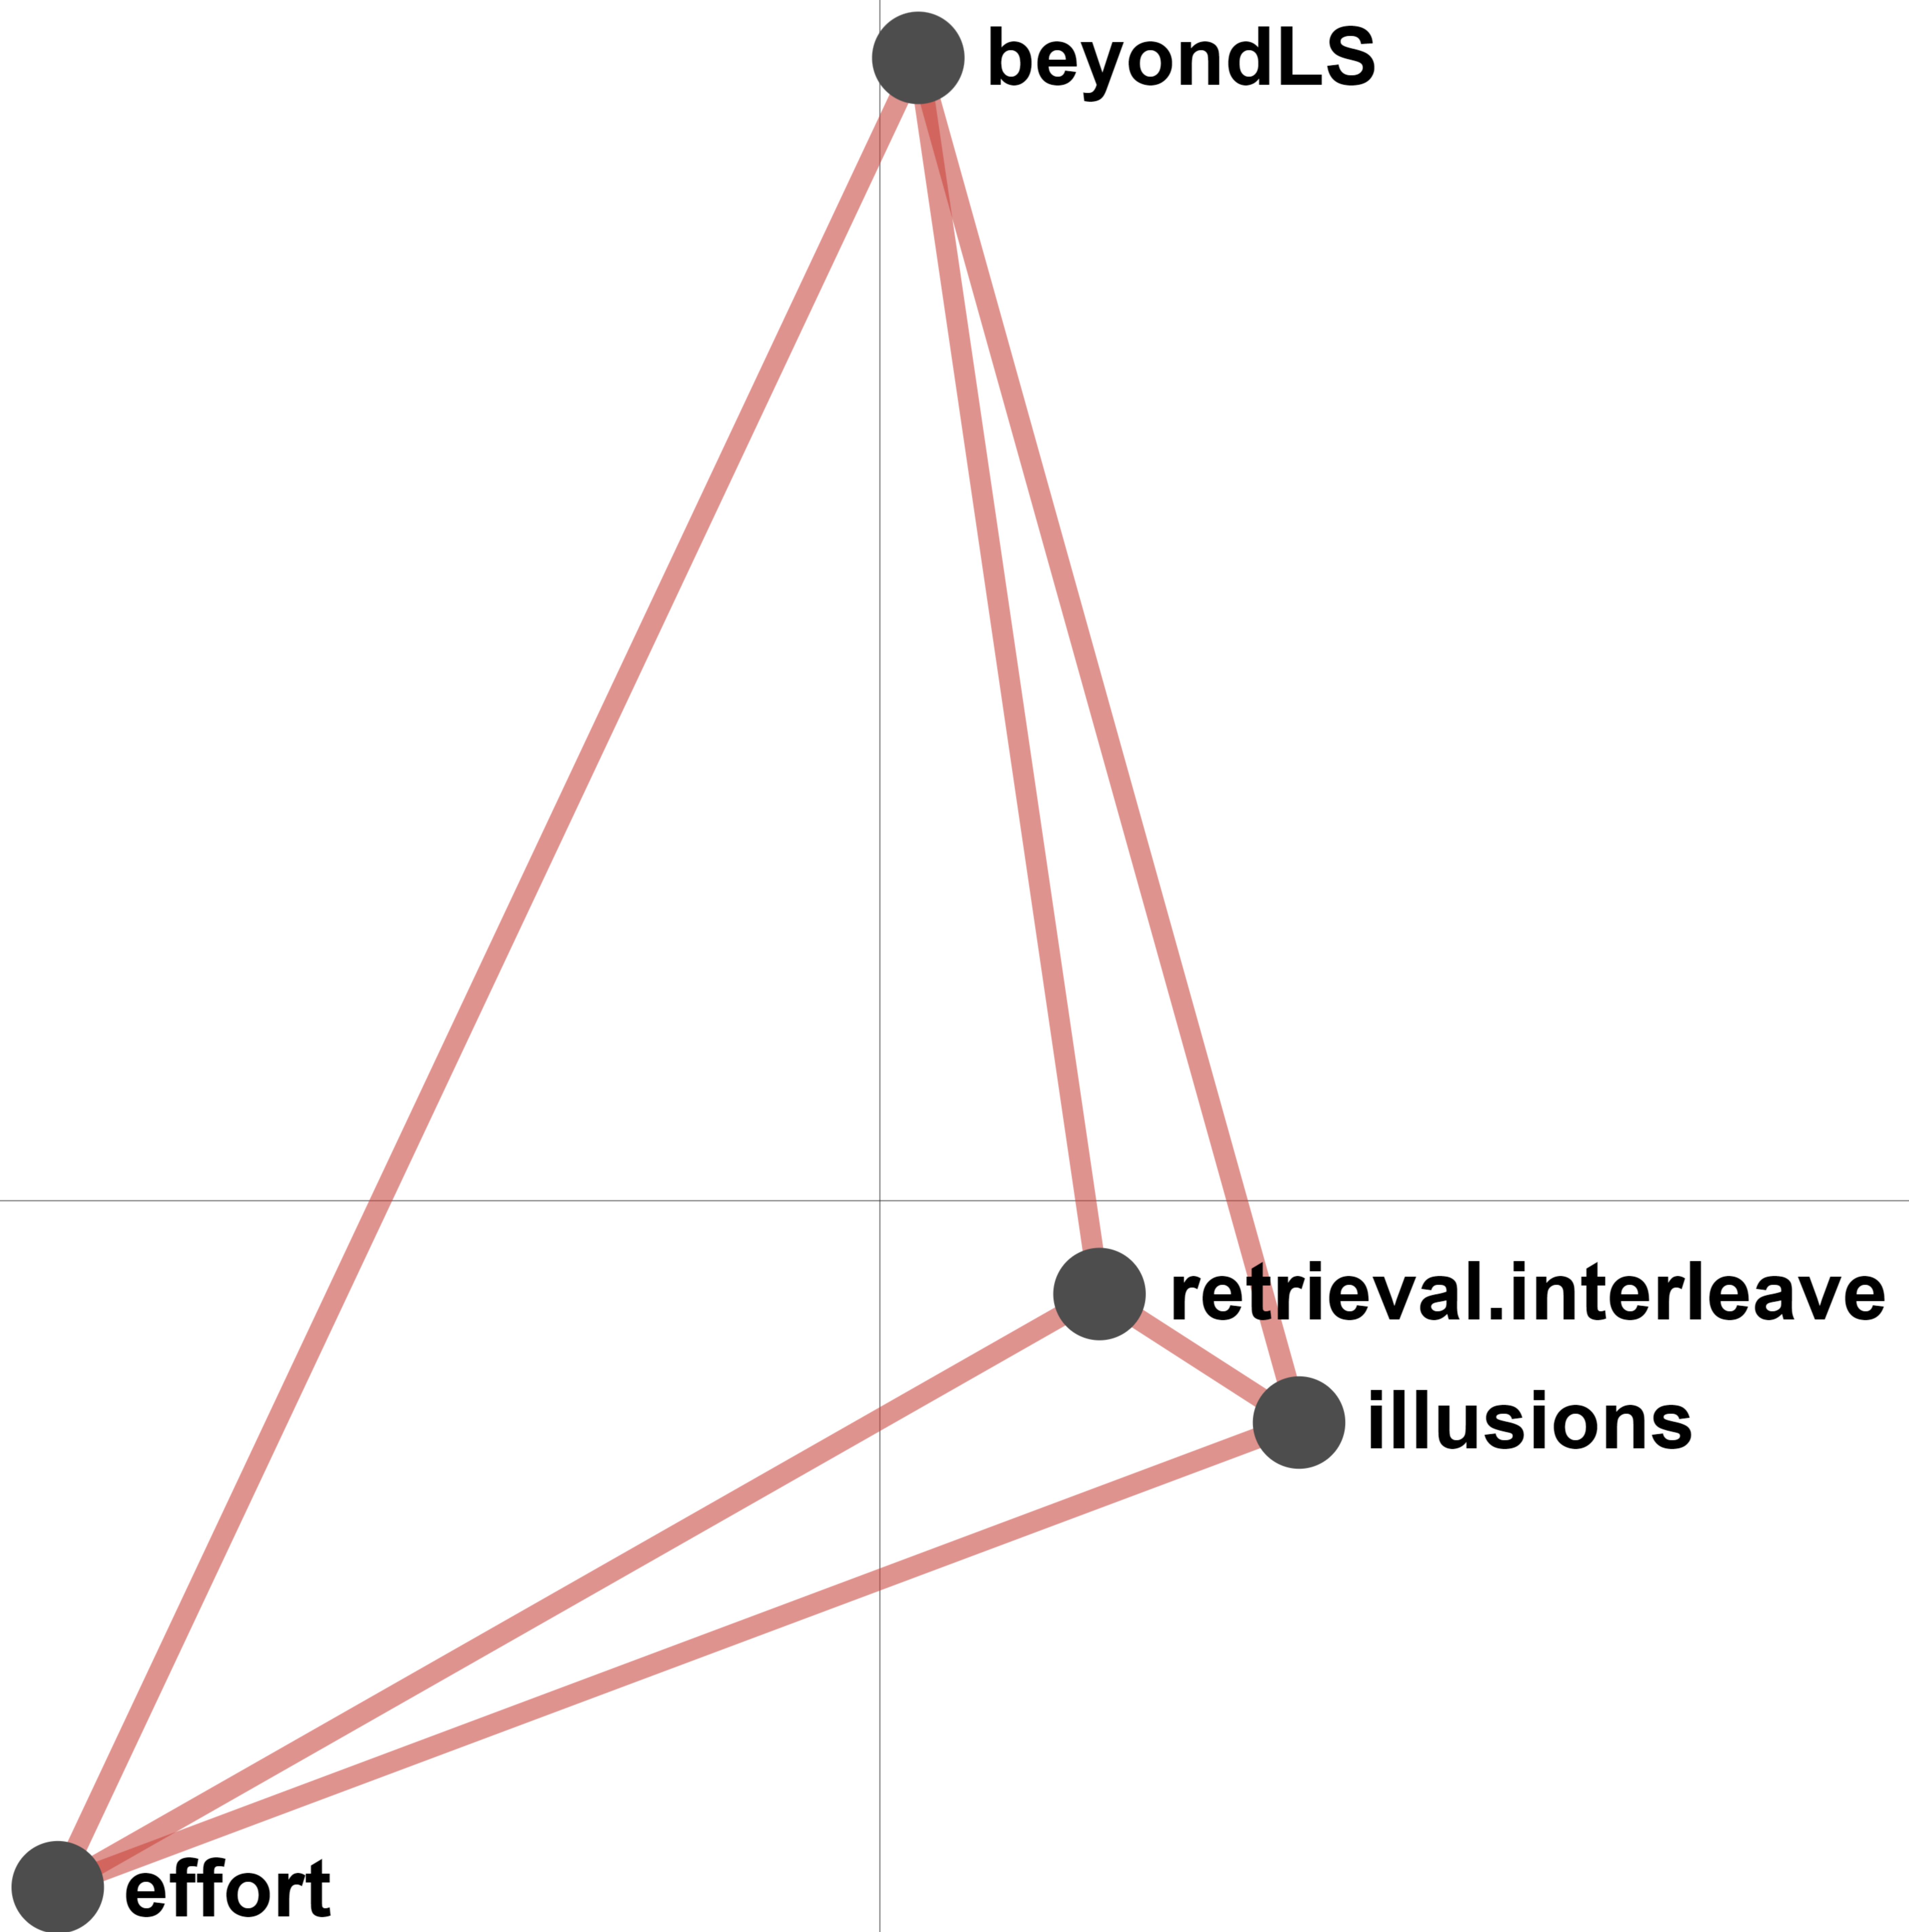 beyondLS
retrieval.interleave
illusions
effort